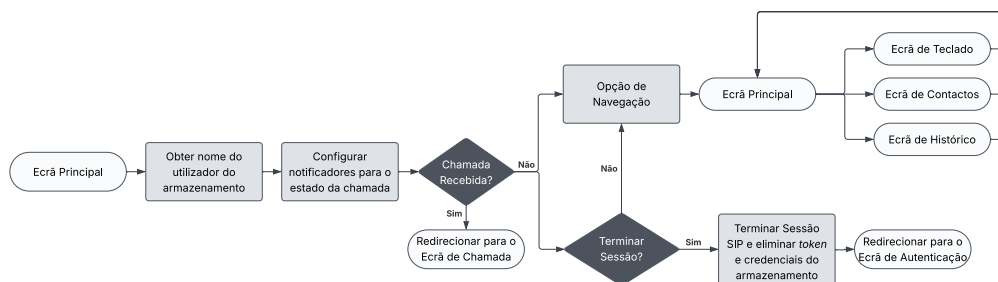 Ecrã Principal
Obter nome do
utilizador do
armazenamento
Configurar
notificadores para o
estado da chamada
Chamada
Recebida?
Não
Sim
Redirecionar para o
Ecrã de Chamada
Opção de
Navegação
Não
Terminar
Sessão?
Sim
Terminar Sessão
SIP e eliminar token
e credenciais do
armazenamento
Redirecionar para o
Ecrã de Autenticação
Ecrã Principal
Ecrã de Teclado
Ecrã de Contactos
Ecrã de Histórico